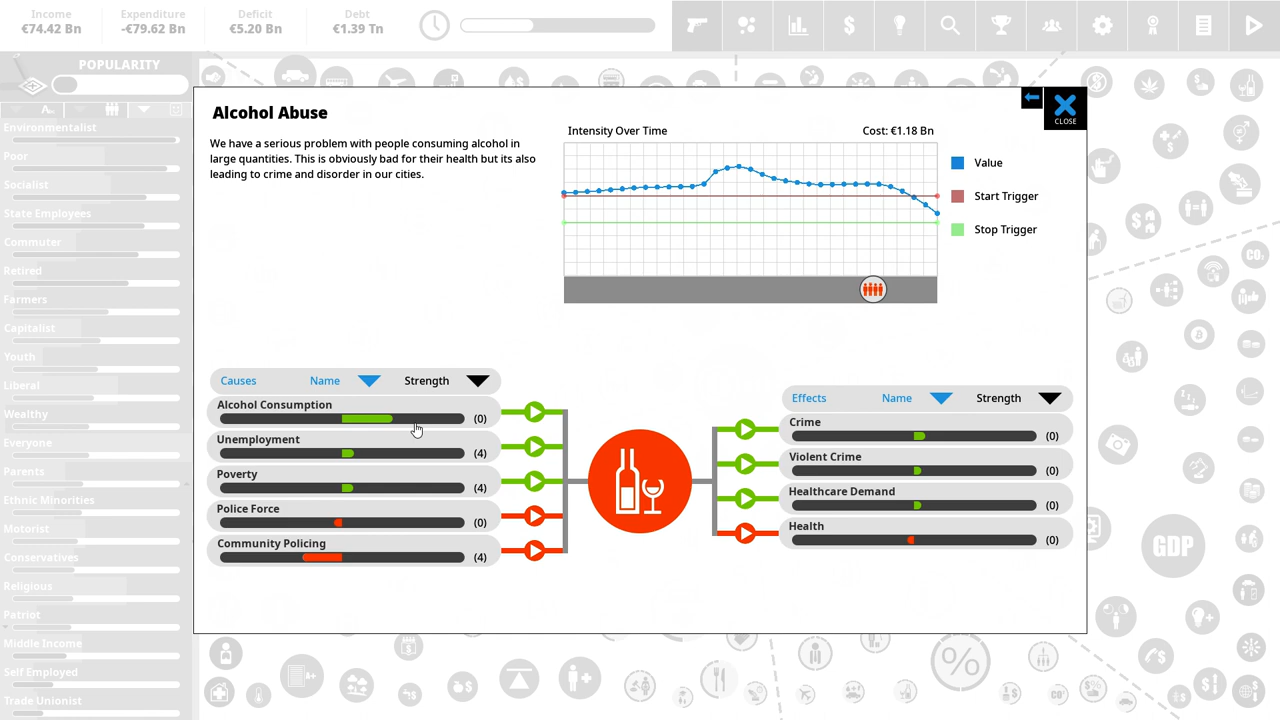 Income
€74.42 Bn
Expenditure
-€79.62 Bn
Deficit
€5.20 Bn
Debt
€1.39 Tn
POPULARITY
Environmentalist
Poor
Socialist
State Employees
Commuter
Retired
Farmers
Capitalist
Youth
Liberal
Wealthy
Everyone
Parents
Ethnic Minorities
Motorist
Conservatives
Religious
Patriot
Middle Income
Self Employed
Trade Unionist
Alcohol Abuse
We have a serious problem with people consuming alcohol in
large quantities. This is obviously bad for their health but its also
leading to crime and disorder in our cities.
Intensity Over Time
Cost: €1.18 Bn
Value
Start Trigger
Stop Trigger
CLOSE
Causes Name Strength
Alcohol Consumption
(0)
Unemployment
(4)
Poverty
(4)
Police Force
(0)
Community Policing
(4)
Effects Name Strength
Crime
(0)
Violent Crime
(0)
Healthcare Demand
(0)
Health
(0)
GDP